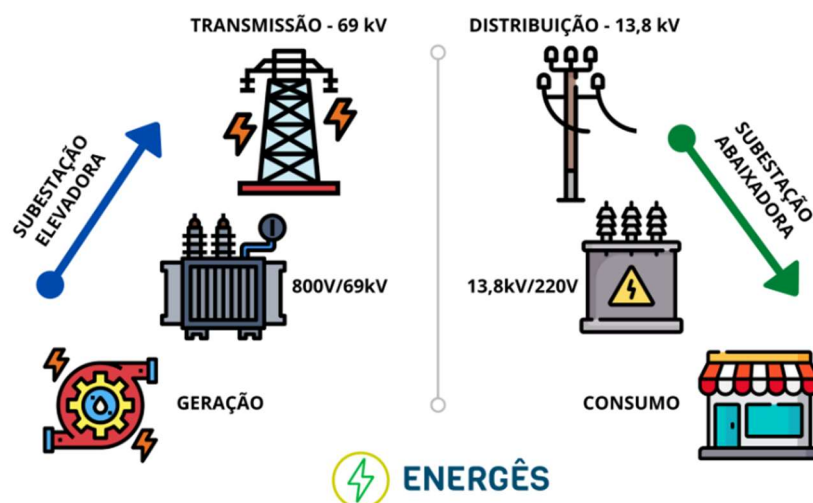 TRANSMISSÃO - 69 kV
SUBESTAÇÃO
ELEVADORA
800V/69kV
GERAÇÃO
DISTRIBUIÇÃO - 13,8 kV
SUBESTAÇÃO
ABAIXADORA
13,8kV/220V
CONSUMO
ENERGÊS